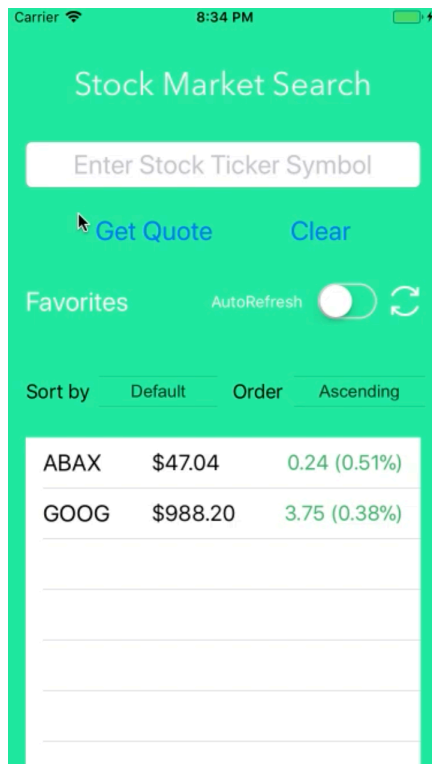 Carrier 8:34 PM
Stock Market Search
Enter Stock Ticker Symbol
Get Quote Clear
Favorites AutoRefresh
Sort by Default Order Ascending
ABAX $47.04 0.24 (0.51%)
GOOG $988.20 3.75 (0.38%)